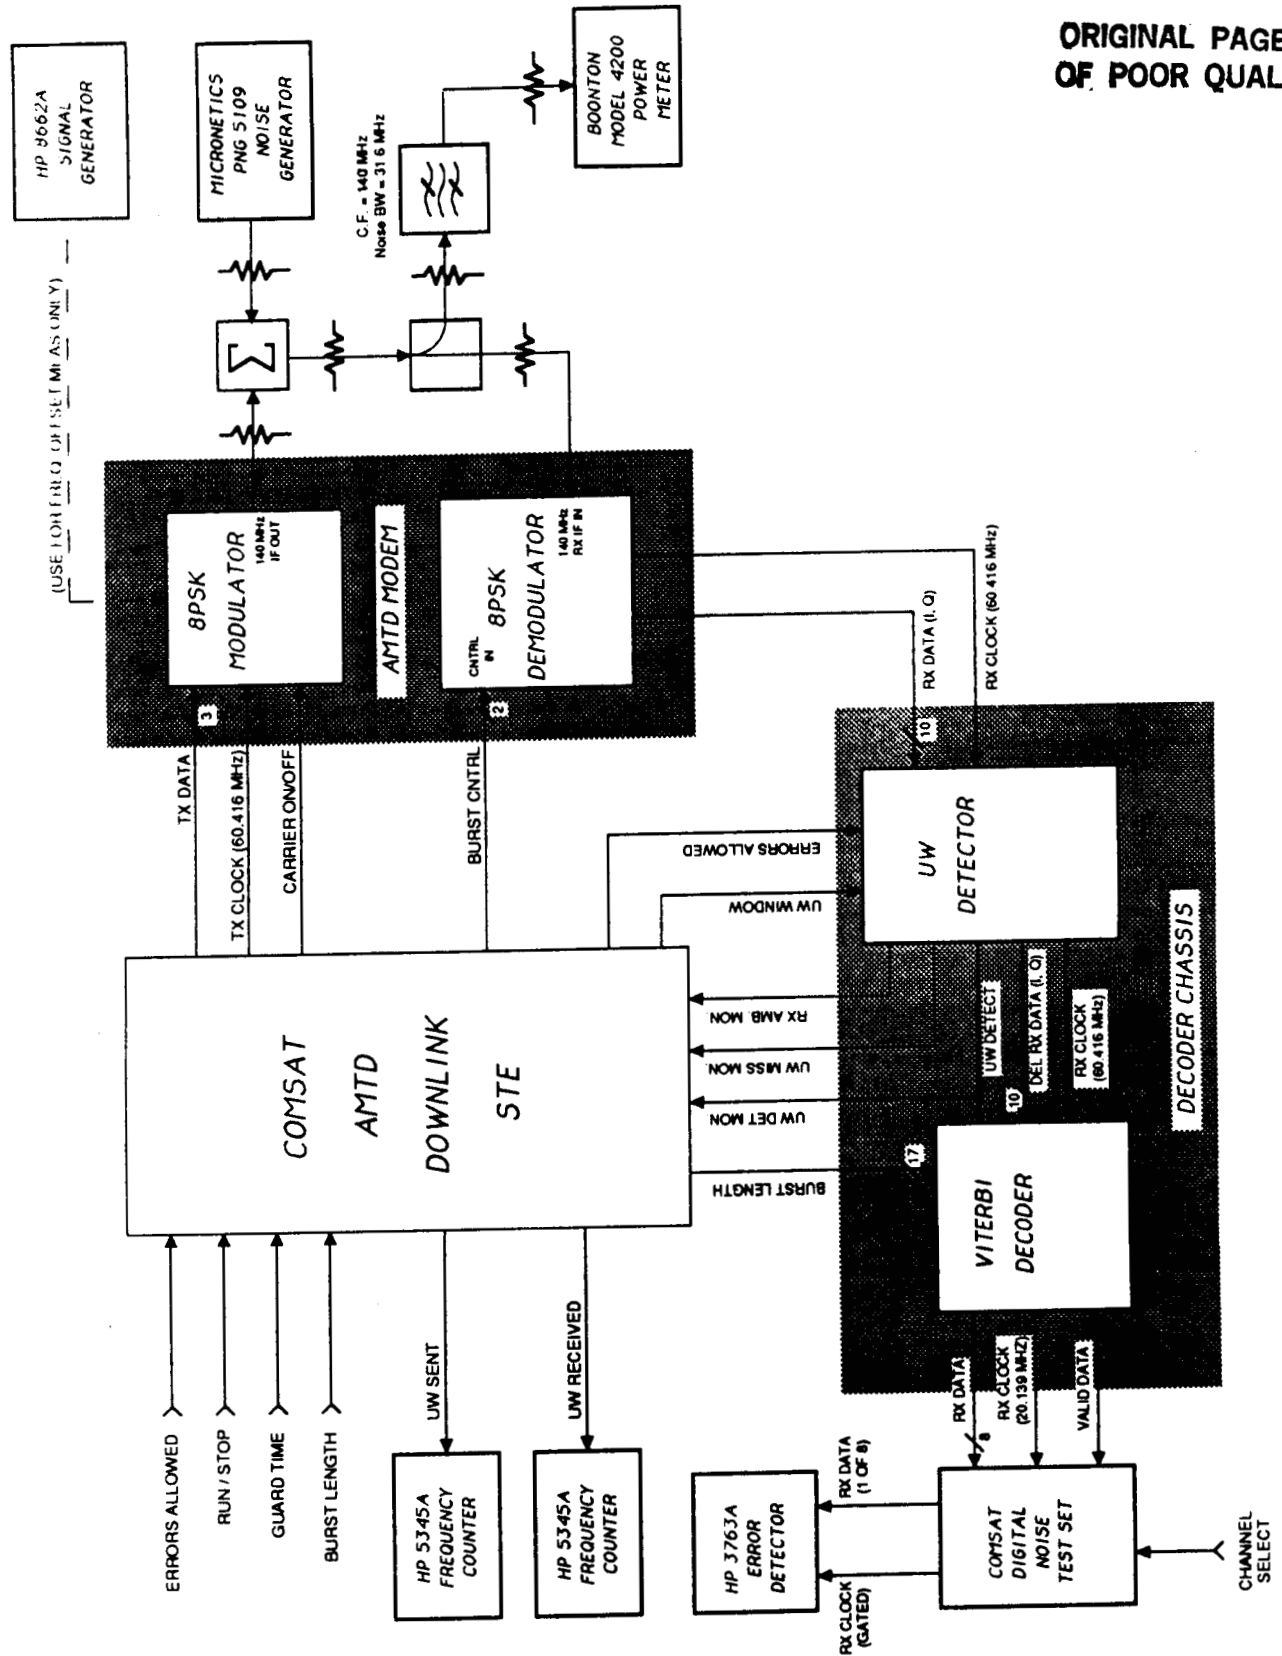 ORIGINAL PAGE
OF POOR QUAL
HP 8662A
SIGNAL
GENERATOR
(USE FOR FREQ OFFSET MEAS ONLY)
MICRONETICS
PNG 5109
NOISE
GENERATOR
BOONTON
MODEL 4200
POWER
METER
C.F. = 140 MHz
Noise BW = 31 6 MHz
Σ
8PSK
MODULATOR
140 MHz
IF OUT
AMTD MODEM
CNTRL
IN
8PSK
DEMODULATOR
140 MHz
RX IF IN
3
2
TX DATA
TX CLOCK (60.416 MHz)
CARRIER ON/OFF
BURST CNTRL
RX DATA (I, Q)
RX CLOCK (60 416 MHz)
10
COMSAT
AMTD
DOWNLINK
STE
ERRORS ALLOWED
UW WINDOW
RX AMB. MON.
UW MISS MON.
UW DET MON.
BURST LENGTH
UW
DETECTOR
UW DETECT
DEL RX DATA (I, Q)
RX CLOCK
(60.416 MHz)
10
17
DECODER CHASSIS
VITERBI
DECODER
ERRORS ALLOWED
RUN / STOP
GUARD TIME
BURST LENGTH
UW SENT
UW RECEIVED
HP 5345A
FREQUENCY
COUNTER
HP 5345A
FREQUENCY
COUNTER
RX DATA
8
RX CLOCK
(20.139 MHZ)
VALID DATA
HP 3763A
ERROR
DETECTOR
RX DATA
(1 OF 8)
RX CLOCK
(GATED)
COMSAT
DIGITAL
NOISE
TEST SET
CHANNEL
SELECT